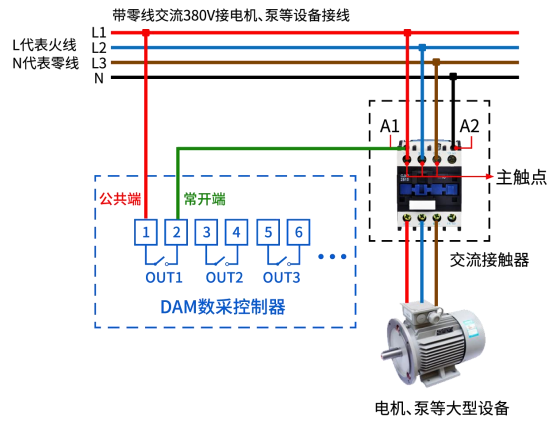 带零线交流380V接电机、泵等设备接线
L1
L代表火线
L2
N代表零线
L3
N
A1
A2
主触点
公共端
常开端
1 2 3 4 5 6
OUT1 OUT2 OUT3
•••
交流接触器
DAM数采控制器
电机、泵等大型设备